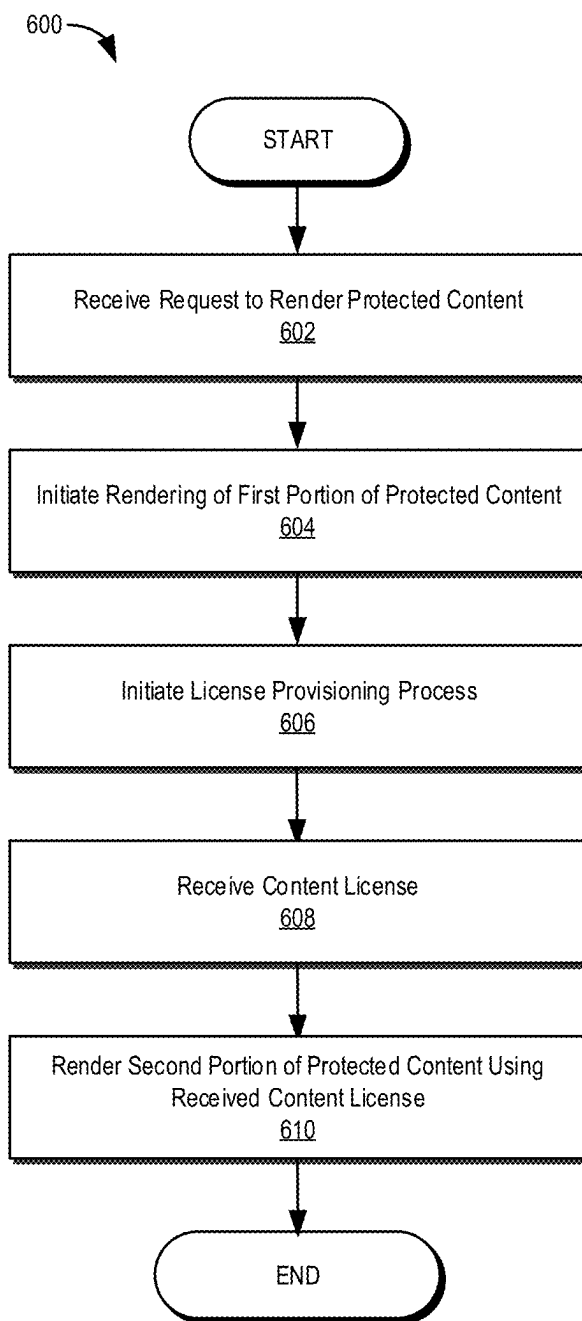 600
START
Receive Request to Render Protected Content
602
Initiate Rendering of First Portion of Protected Content
604
Initiate License Provisioning Process
606
Receive Content License
608
Render Second Portion of Protected Content Using
Received Content License
610
END